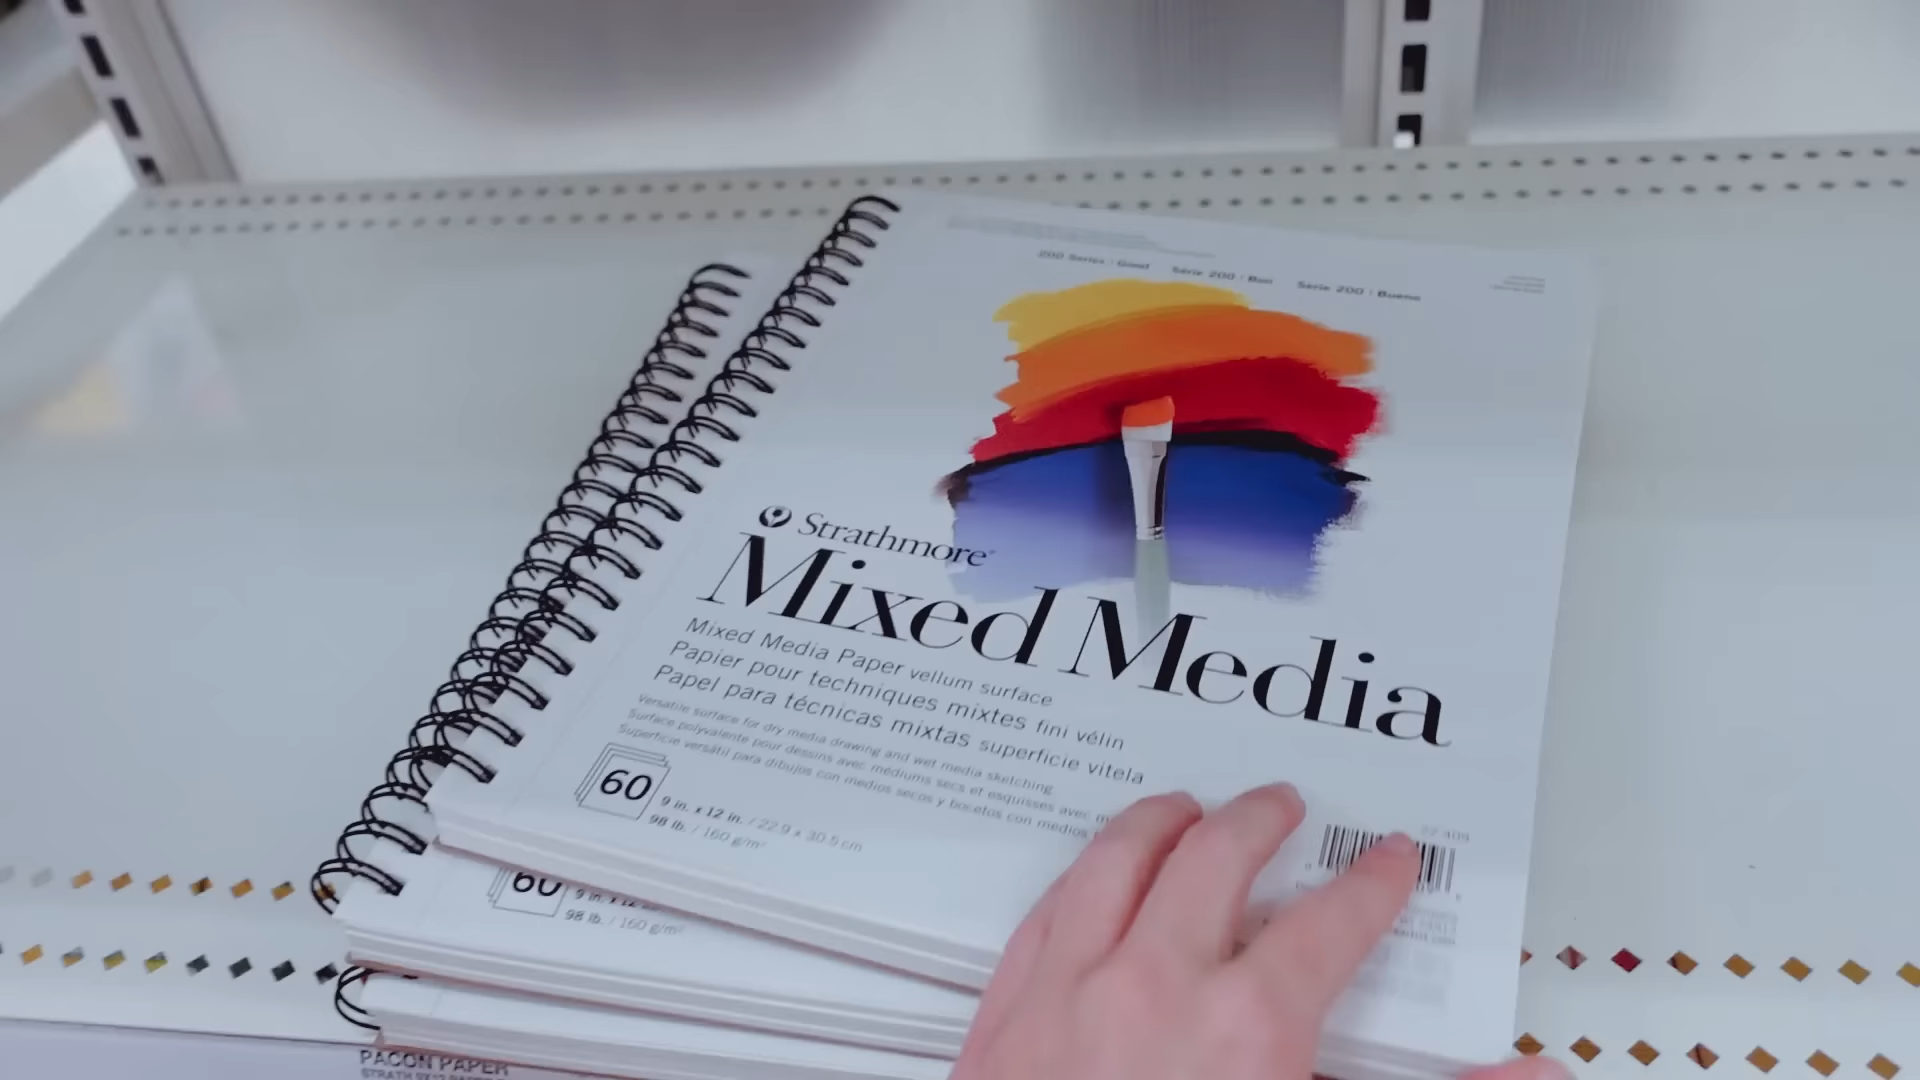 200 Series | Good Série 200 | Bon Serie 200 | Bueno
Strathmore
Mixed Media
Mixed Media Paper vellum surface
Papier pour techniques mixtes fini vélin
Papel para técnicas mixtas superficie vitela
Versatile surface for dry media drawing and wet media sketching
Surface polyvalente pour dessins avec médiums secs et esquisses avec
Superficie versátil para dibujos con medios secos y bocetos con medios
60
9 in. x 12 in. / 22.9 x 30.5 cm
98 lb. / 160 g/m²
60
9 in. x 12
98 lb. / 160 g/m²
PACON PAPER